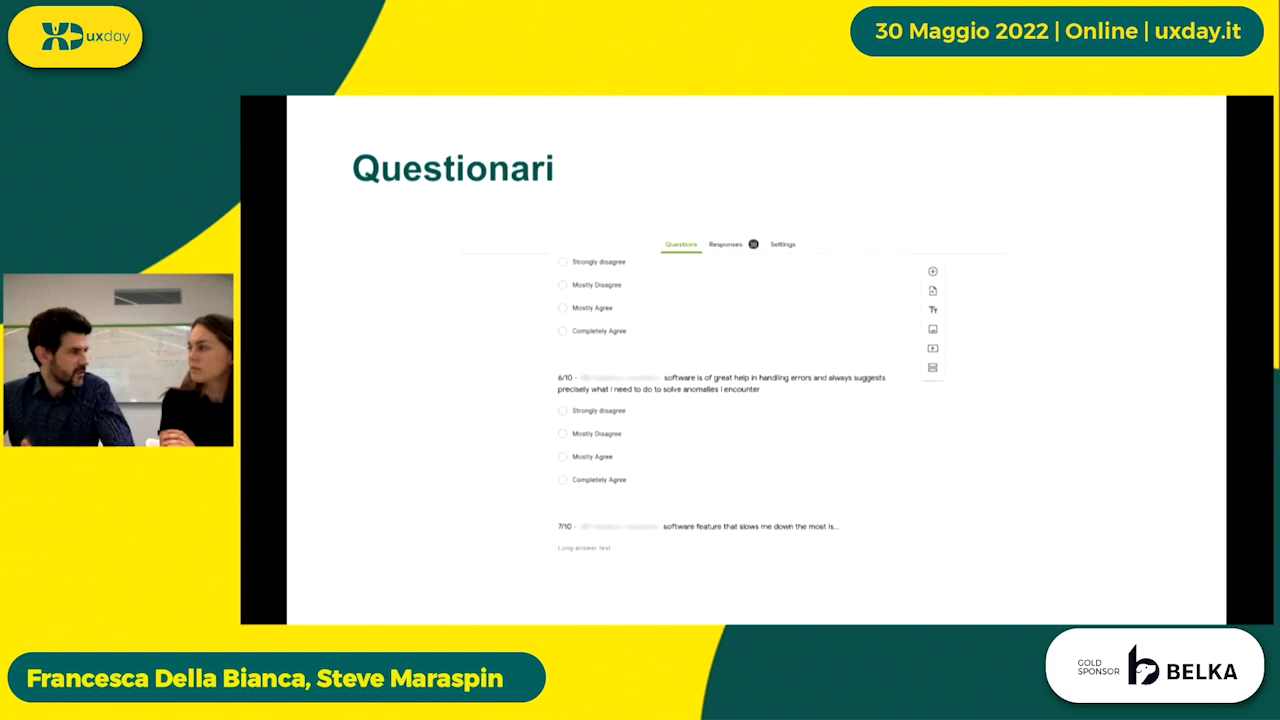 uxday
30 Maggio 2022 | Online | uxday.it
Questionari
Questions Responses Settings
Strongly disagree
Mostly Disagree
Mostly Agree
Completely Agree
6/10 - software is of great help in handling errors and always suggests
precisely what I need to do to solve anomalies I encounter
Strongly disagree
Mostly Disagree
Mostly Agree
Completely Agree
7/10 - software feature that slows me down the most is...
Long answer text
Francesca Della Bianca, Steve Maraspin
GOLD
SPONSOR
BELKA